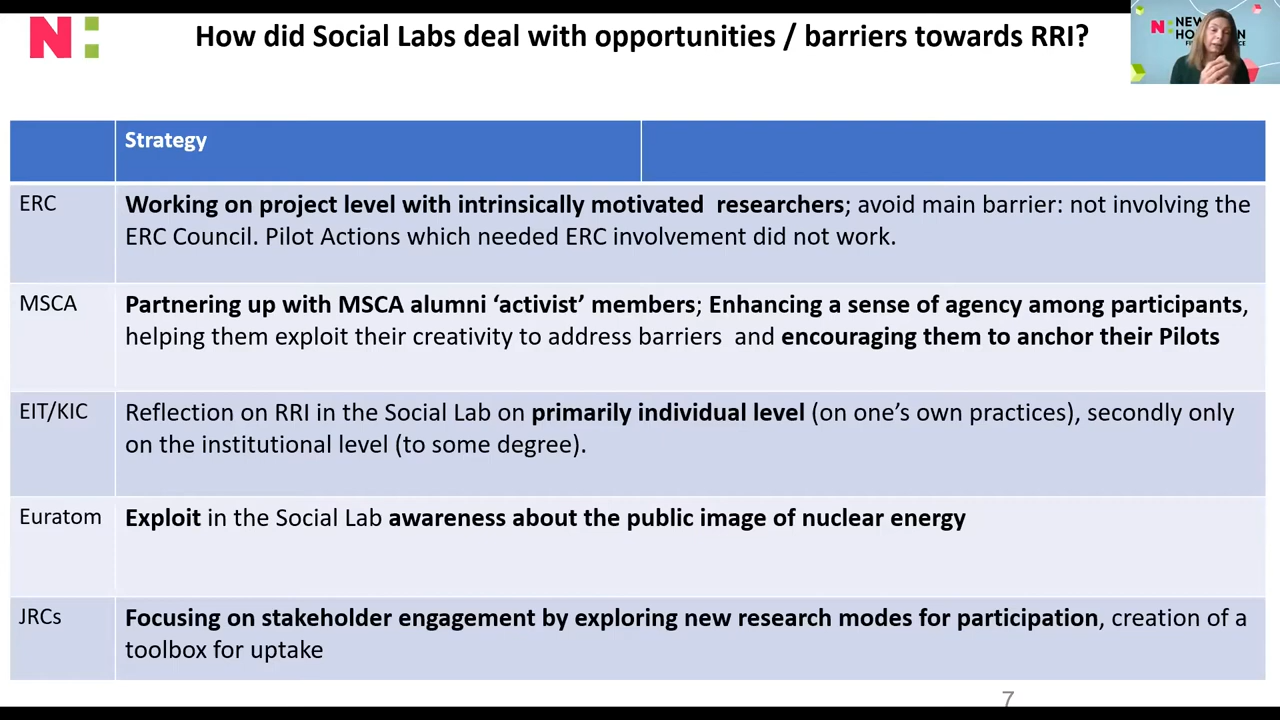 N:
How did Social Labs deal with opportunities / barriers towards RRI?
N:
Strategy
ERC
Working on project level with intrinsically motivated  researchers; avoid main barrier: not involving the
ERC Council. Pilot Actions which needed ERC involvement did not work.
MSCA
Partnering up with MSCA alumni ‘activist’ members; Enhancing a sense of agency among participants,
helping them exploit their creativity to address barriers  and encouraging them to anchor their Pilots
EIT/KIC
Reflection on RRI in the Social Lab on primarily individual level (on one’s own practices), secondly only
on the institutional level (to some degree).
Euratom
Exploit in the Social Lab awareness about the public image of nuclear energy
JRCs
Focusing on stakeholder engagement by exploring new research modes for participation, creation of a
toolbox for uptake
7